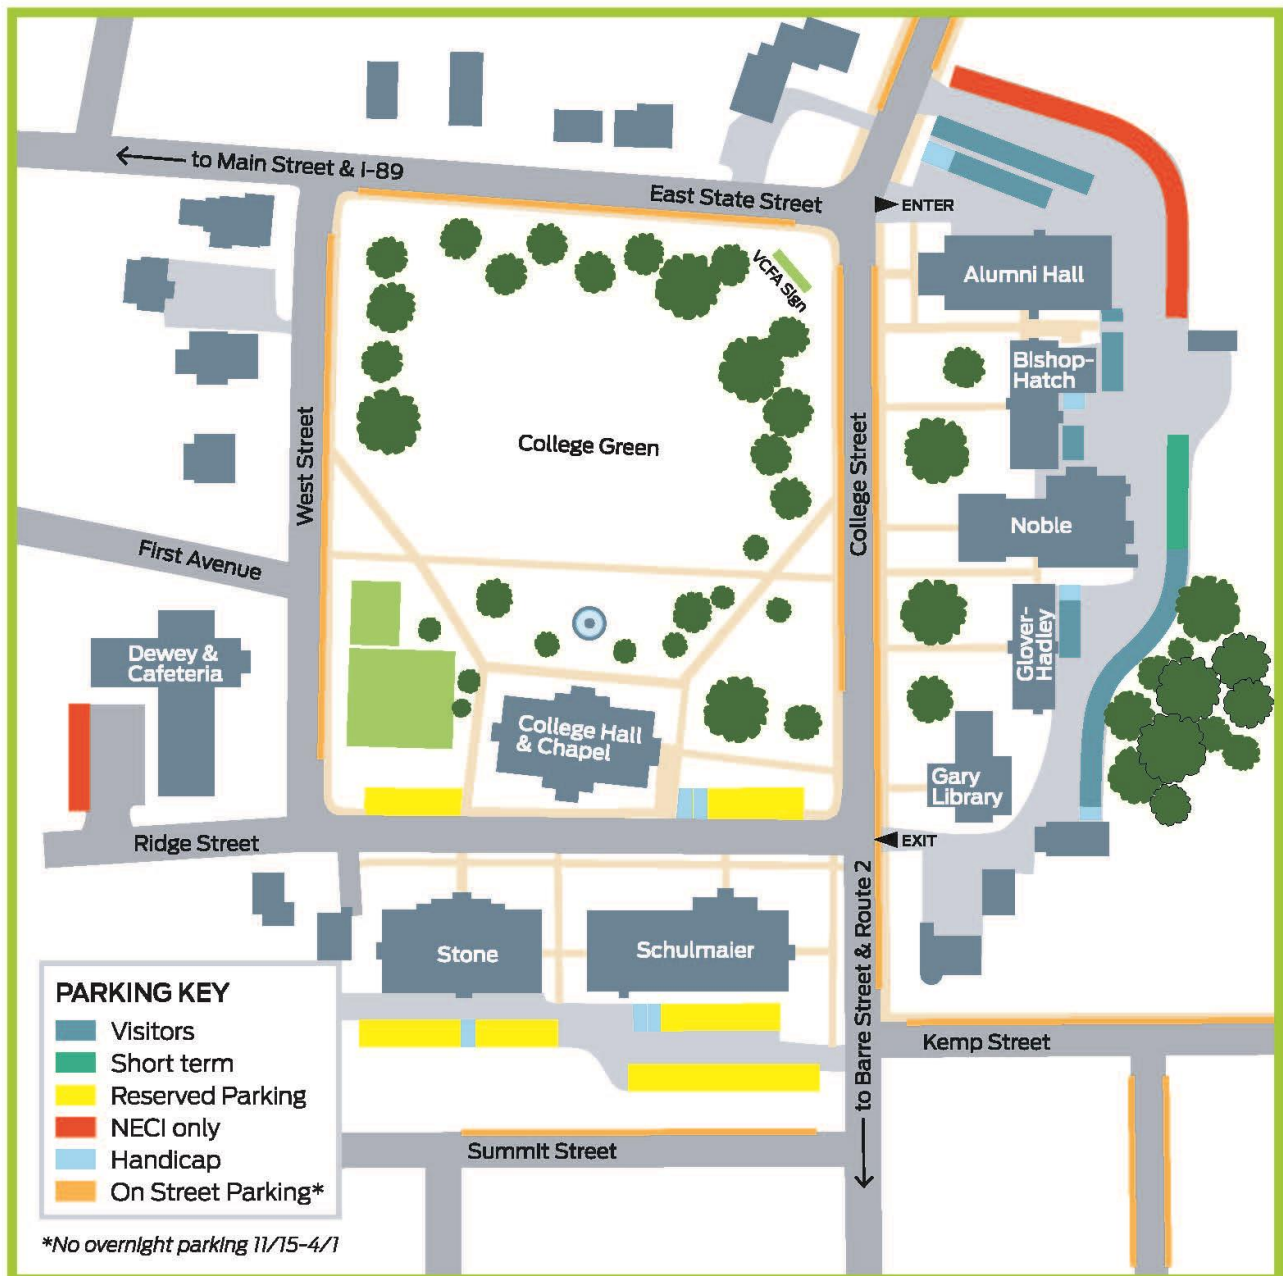 to Main Street & I-89
East State Street
ENTER
VCFA Sign
Alumni Hall
Bishop-
Hatch
College Green
West Street
College Street
Noble
First Avenue
Dewey &
Cafeteria
Glover-
Hadley
College Hall
& Chapel
Gary
Library
Ridge Street
EXIT
Stone
Schulmaier
to Barre Street & Route 2
Kemp Street
Summit Street
PARKING KEY
Visitors
Short term
Reserved Parking
NECI only
Handicap
On Street Parking*
*No overnight parking 11/15-4/1